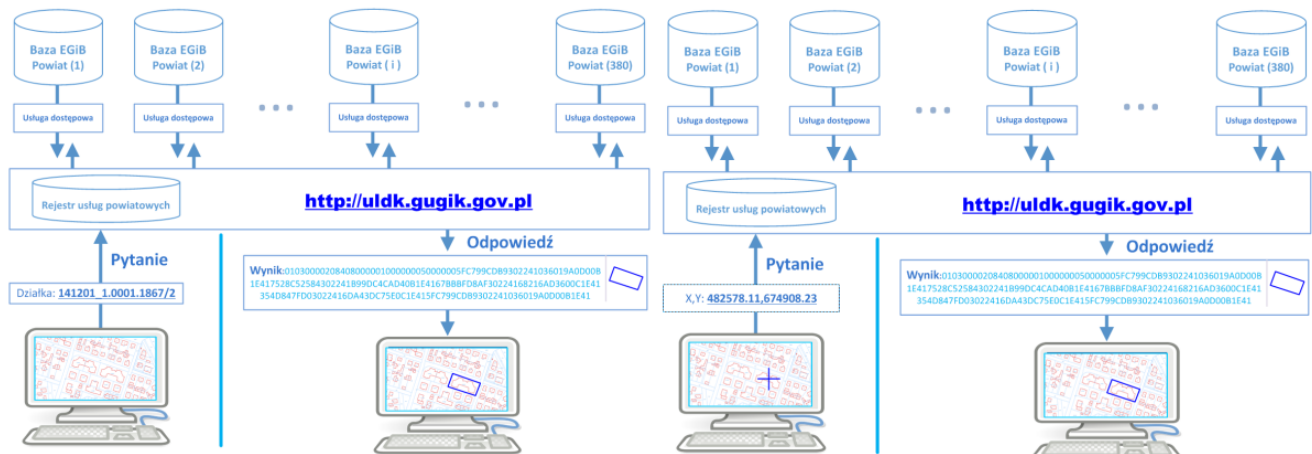 Baza EGiB
Powiat (1)
Baza EGiB
Powiat (2)
Baza EGiB
Powiat ( i )
Baza EGiB
Powiat (380)
Usługa dostępowa
Usługa dostępowa
Usługa dostępowa
Usługa dostępowa
Rejestr usług powiatowych
http://uldk.gugik.gov.pl
Pytanie
Odpowiedź
Działka: 141201_1.0001.1867/2
Wynik:01030000208408000001000000050000005FC799CDB9302241036019A0D00B
1E417528C52584302241B99DC4CAD40B1E4167BBBFD8AF30224168216AD3600C1E41
354D847FD03022416DA43DC75E0C1E415FC799CDB9302241036019A0D00B1E41
Baza EGiB
Powiat (1)
Baza EGiB
Powiat (2)
Baza EGiB
Powiat ( i )
Baza EGiB
Powiat (380)
Usługa dostępowa
Usługa dostępowa
Usługa dostępowa
Usługa dostępowa
Rejestr usług powiatowych
http://uldk.gugik.gov.pl
Pytanie
Odpowiedź
X,Y: 482578.11,674908.23
Wynik:01030000208408000001000000050000005FC799CDB9302241036019A0D00B
1E417528C52584302241B99DC4CAD40B1E4167BBBFD8AF30224168216AD3600C1E41
354D847FD03022416DA43DC75E0C1E415FC799CDB9302241036019A0D00B1E41